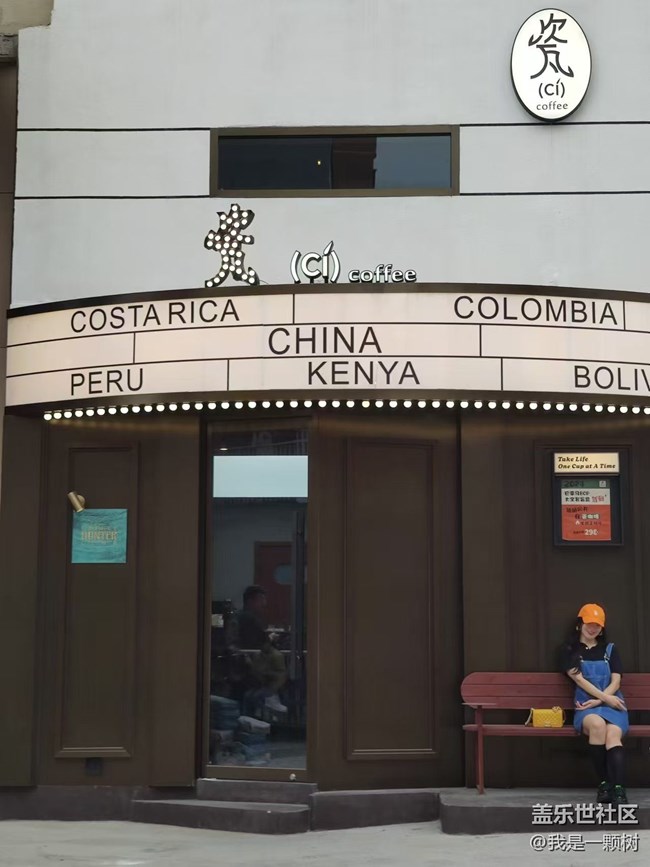 瓷
(cí)
coffee
瓷 (cí) coffee
COSTA RICA COLOMBIA
CHINA
PERU KENYA BOLIV
Take Life
One Cup at A Time
290
盖乐世社区
@我是一颗树